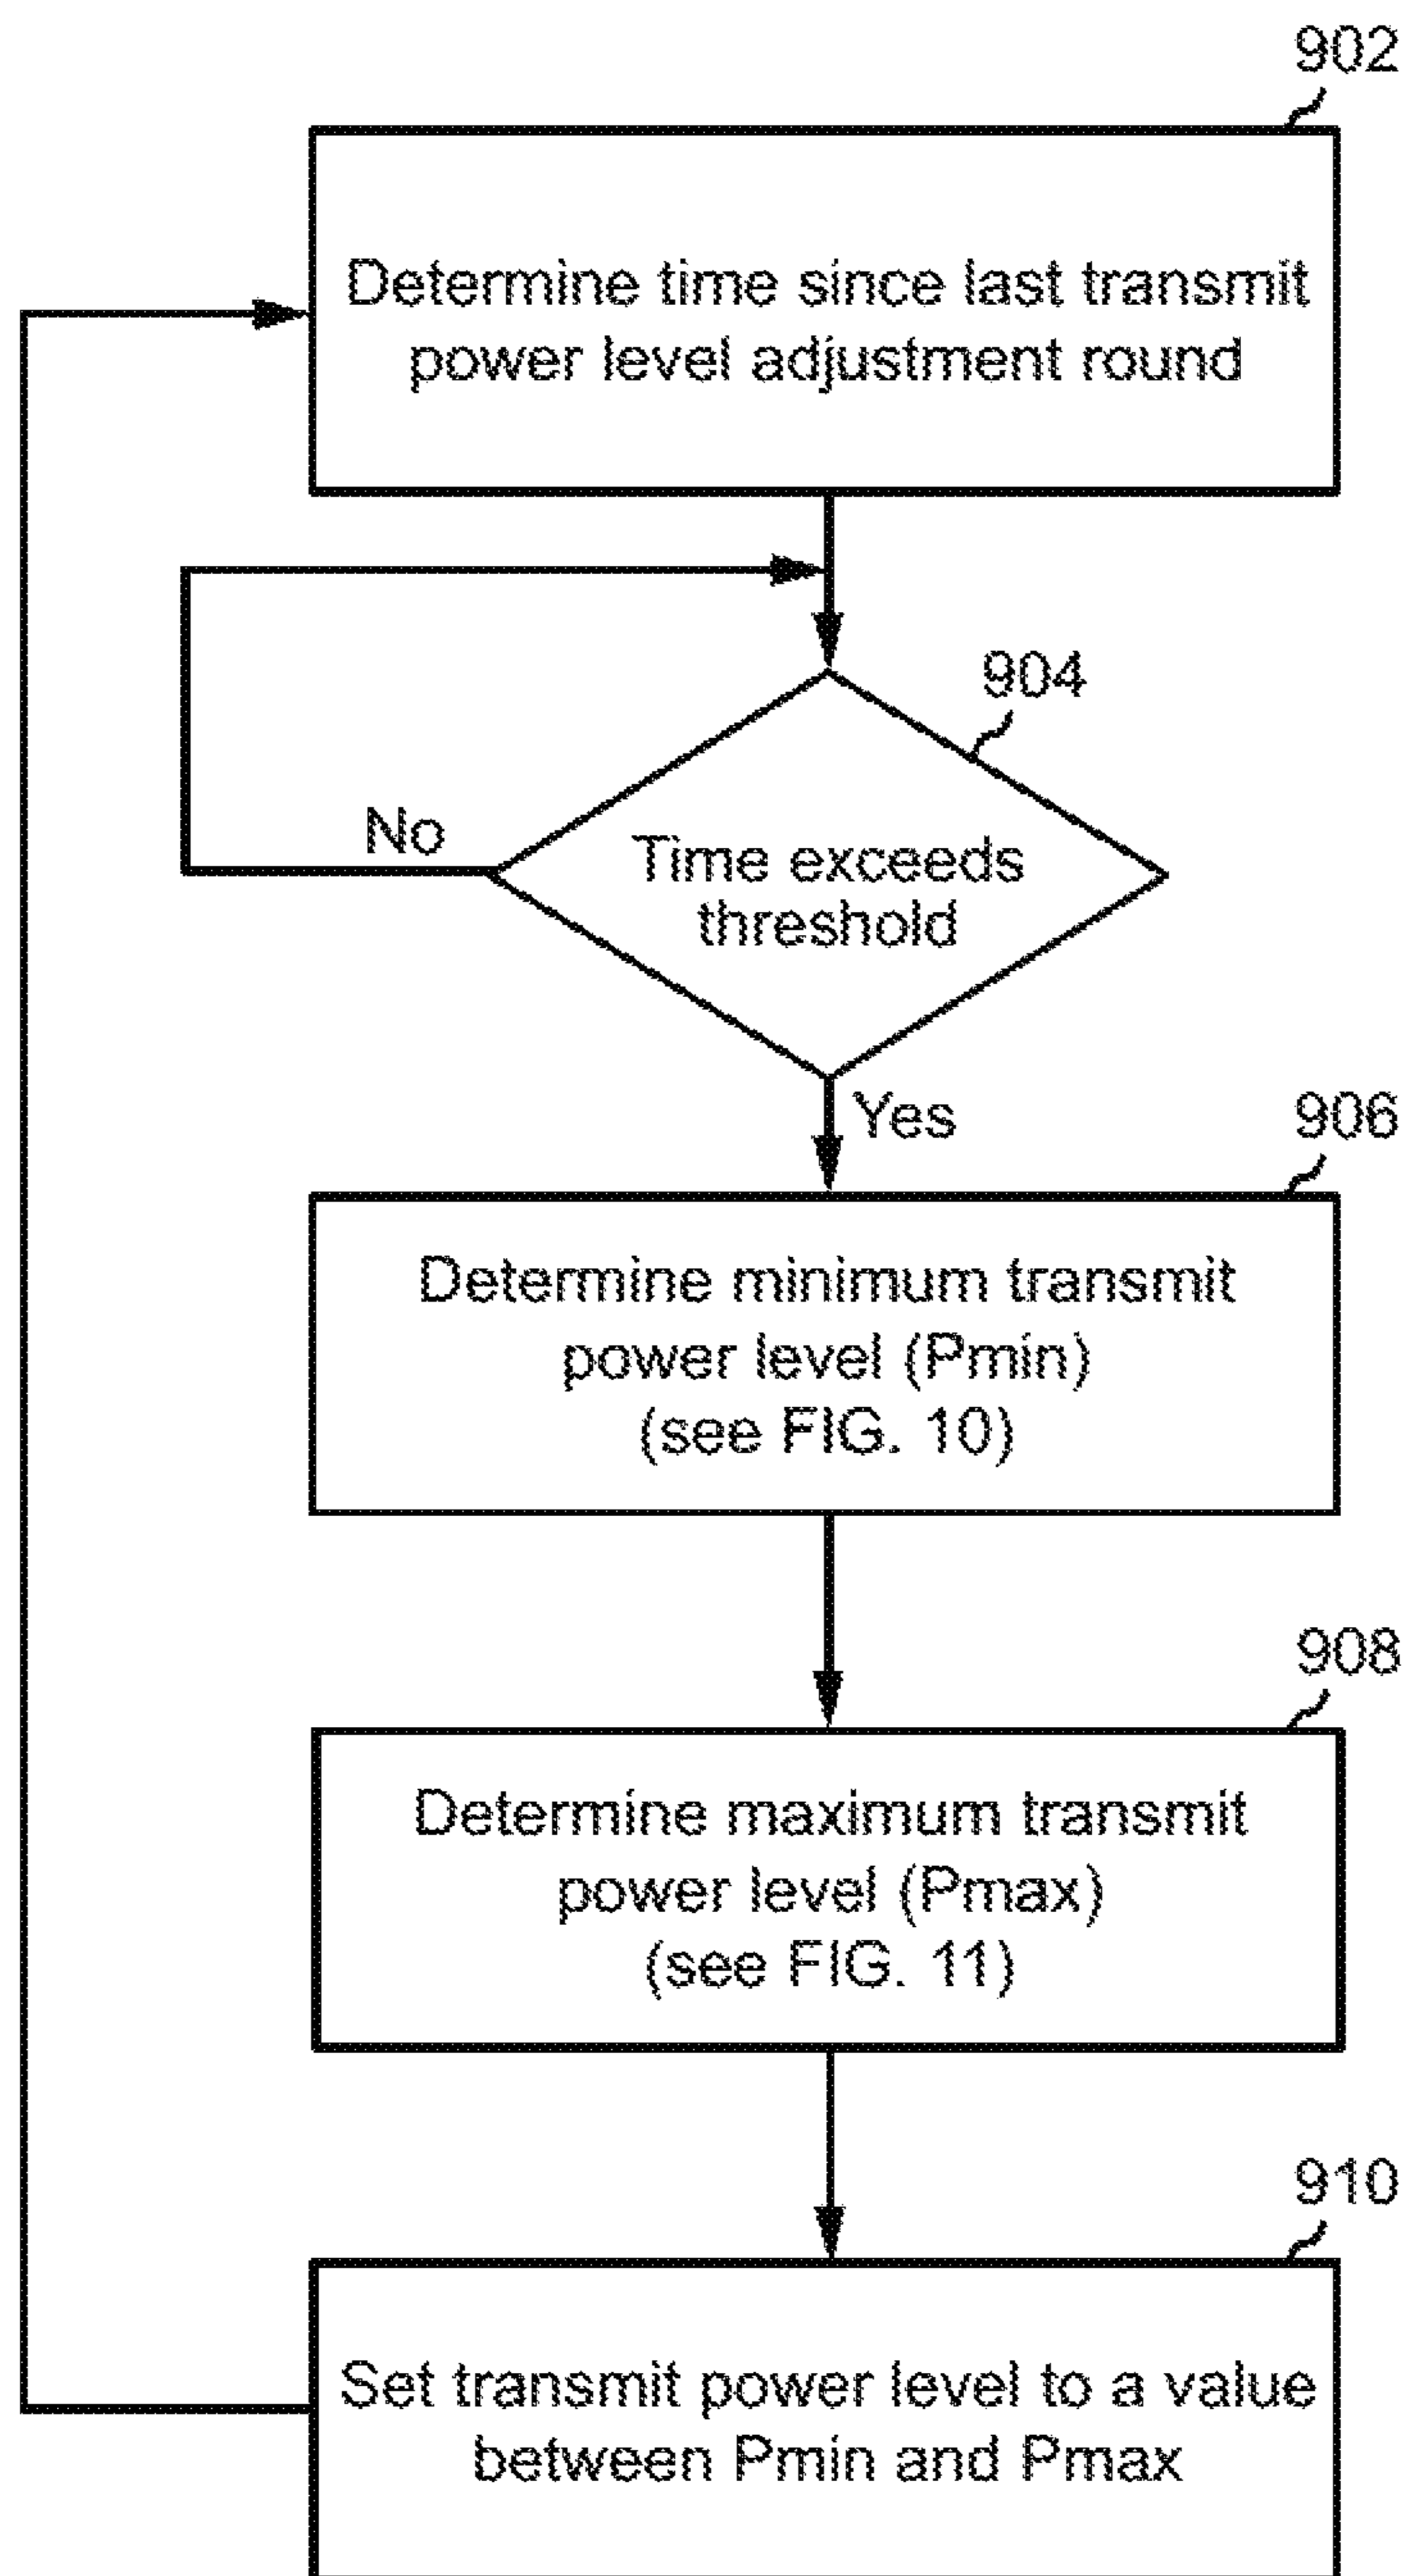 902
Determine time since last transmit
power level adjustment round
904
No
Time exceeds
threshold
Yes
906
Determine minimum transmit
power level (Pmin)
(see FIG. 10)
908
Determine maximum transmit
power level (Pmax)
(see FIG. 11)
910
Set transmit power level to a value
between Pmin and Pmax